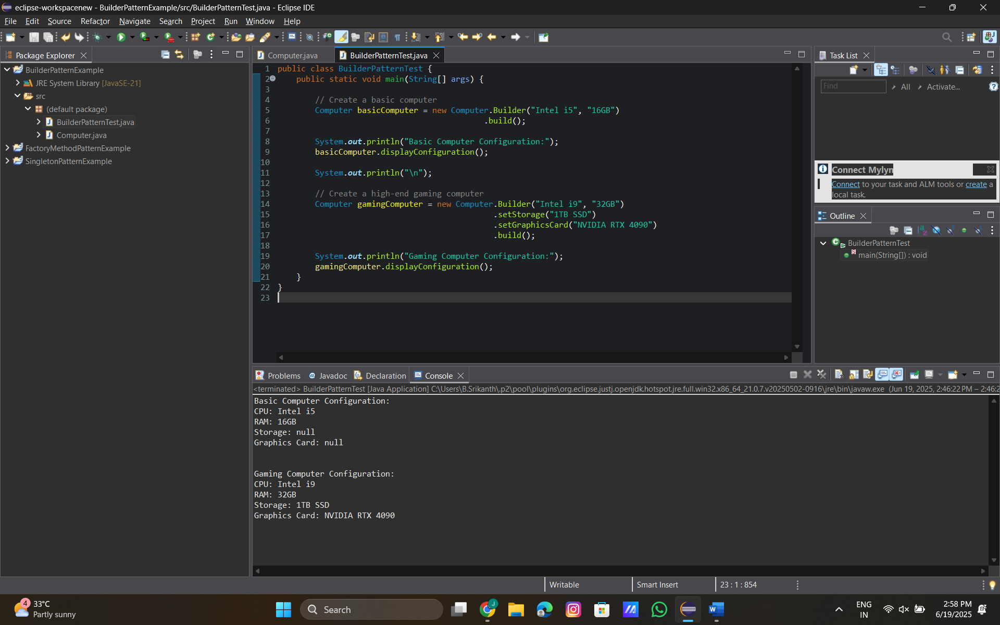 eclipse-workspacenew - BuilderPatternExample/src/BuilderPatternTest.java - Eclipse IDE
File Edit Source Refactor Navigate Search Project Run Window Help
Package Explorer
BuilderPatternExample
JRE System Library [JavaSE-21]
src
(default package)
BuilderPatternTest.java
Computer.java
FactoryMethodPatternExample
SingletonPatternExample
Computer.java
BuilderPatternTest.java
1 public class BuilderPatternTest {
2     public static void main(String[] args) {
3
4         // Create a basic computer
5         Computer basicComputer = new Computer.Builder("Intel i5", "16GB")
6                                             .build();
7
8         System.out.println("Basic Computer Configuration:");
9         basicComputer.displayConfiguration();
10
11         System.out.println("\n");
12
13         // Create a high-end gaming computer
14         Computer gamingComputer = new Computer.Builder("Intel i9", "32GB")
15                                               .setStorage("1TB SSD")
16                                               .setGraphicsCard("NVIDIA RTX 4090")
17                                               .build();
18
19         System.out.println("Gaming Computer Configuration:");
20         gamingComputer.displayConfiguration();
21     }
22 }
23
Task List
Find
All
Activate...
Connect Mylyn
Connect to your task and ALM tools or create a
local task.
Outline
BuilderPatternTest
main(String[]) : void
Problems
Javadoc
Declaration
Console
<terminated> BuilderPatternTest [Java Application] C:\Users\B.Srikanth\.p2\pool\plugins\org.eclipse.justj.openjdk.hotspot.jre.full.win32.x86_64_21.0.7.v20250502-0916\jre\bin\javaw.exe (Jun 19, 2025, 2:46:22 PM – 2:46:2
Basic Computer Configuration:
CPU: Intel i5
RAM: 16GB
Storage: null
Graphics Card: null
Gaming Computer Configuration:
CPU: Intel i9
RAM: 32GB
Storage: 1TB SSD
Graphics Card: NVIDIA RTX 4090
Writable
Smart Insert
23 : 1 : 854
4
33°C
Partly sunny
Search
J
ENG
IN
2:58 PM
6/19/2025